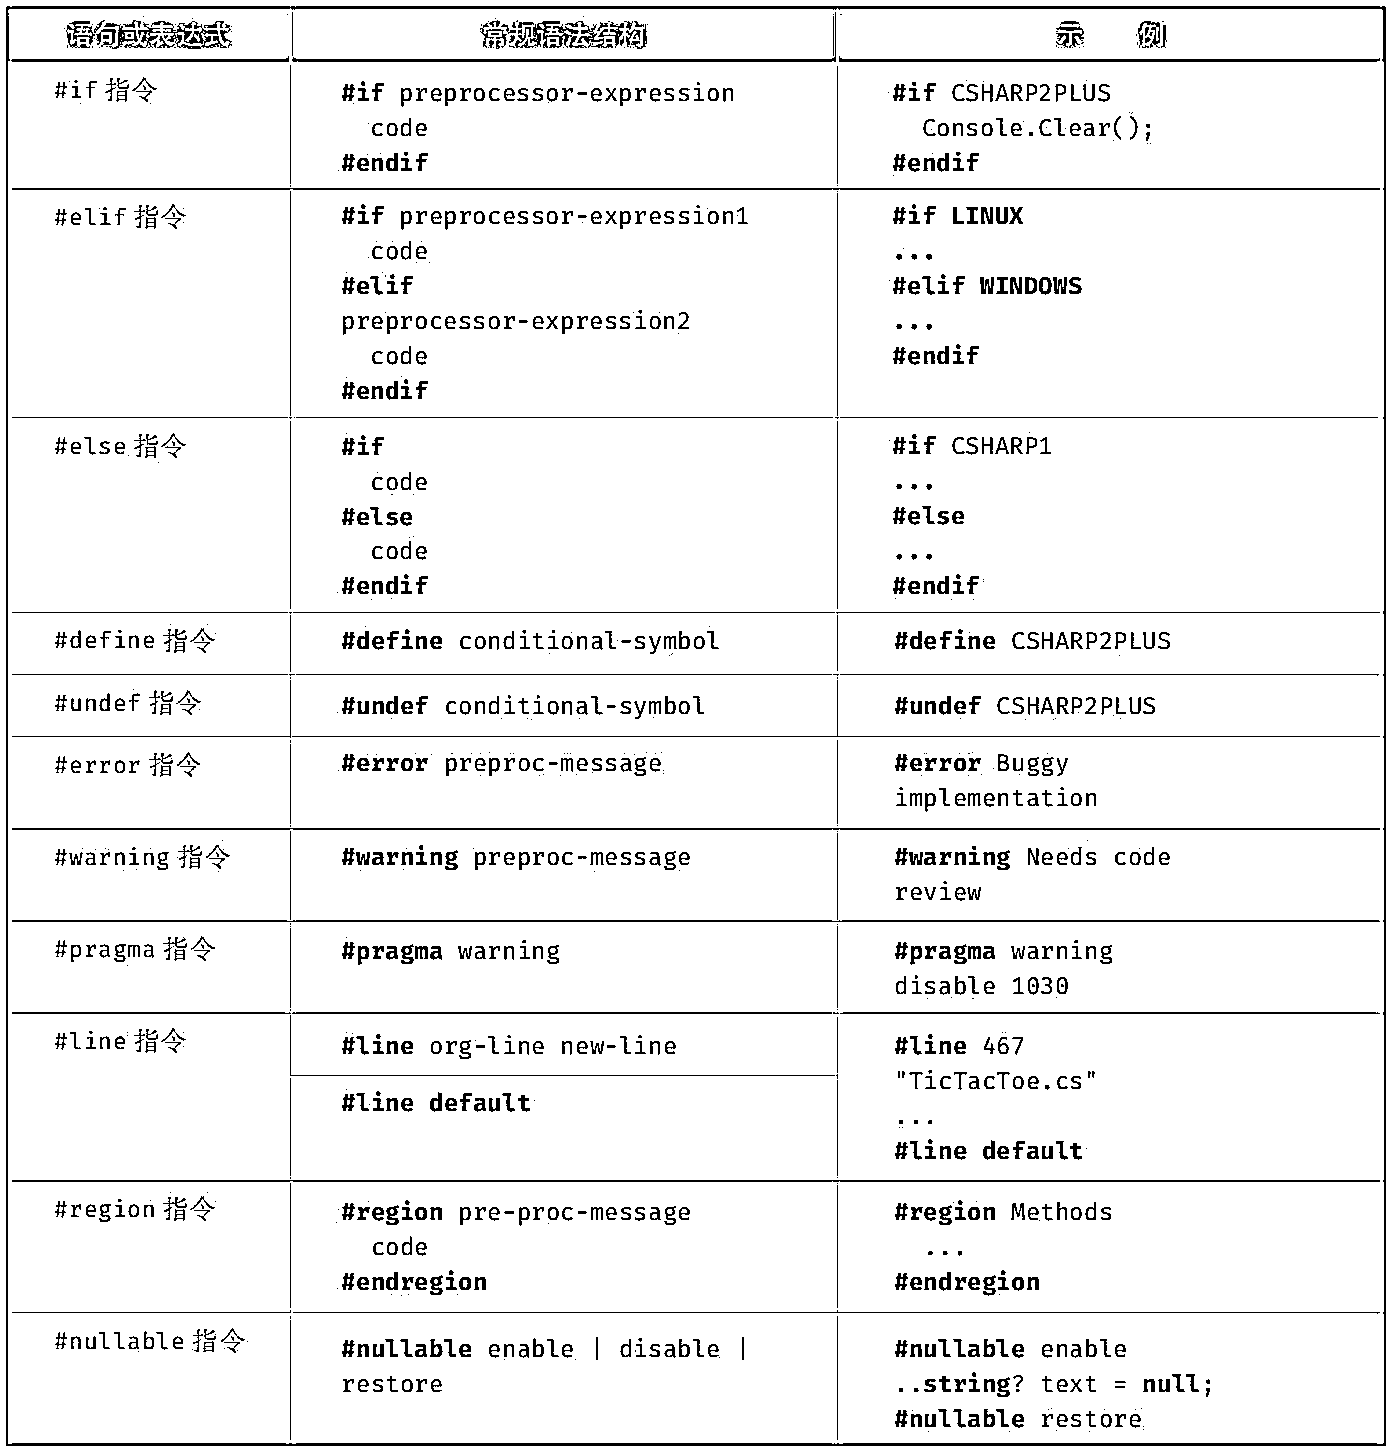 语句或表达式 常规语法结构 示 例
#if 指令 #if preprocessor-expression #if CSHARP2PLUS
code Console.Clear();
#endif #endif
#elif 指令 #if preprocessor-expression1 #if LINUX
code ...
#elif #elif WINDOWS
preprocessor-expression2 ...
code #endif
#endif
#else 指令 #if #if CSHARP1
code ...
#else #else
code ...
#endif #endif
#define 指令 #define conditional-symbol #define CSHARP2PLUS
#undef 指令 #undef conditional-symbol #undef CSHARP2PLUS
#error 指令 #error preproc-message #error Buggy
implementation
#warning 指令 #warning preproc-message #warning Needs code
review
#pragma 指令 #pragma warning #pragma warning
disable 1030
#line 指令 #line org-line new-line #line 467
"TicTacToe.cs"
#line default ...
#line default
#region 指令 #region pre-proc-message #region Methods
code ...
#endregion #endregion
#nullable 指令 #nullable enable | disable | #nullable enable
restore ..string? text = null;
#nullable restore